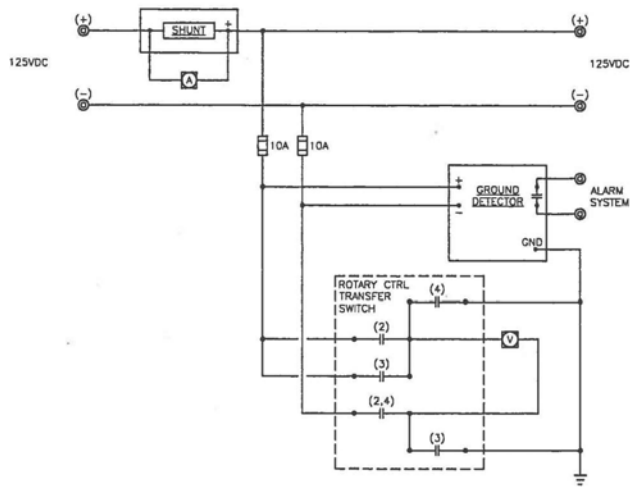 (+)
+
(+)
SHUNT
125VDC
125VDC
A
(-)
(-)
10A
10A
+
GROUND
DETECTOR
-
ALARM
SYSTEM
GND
ROTARY CTRL
TRANSFER
SWITCH
(4)
(2)
V
(3)
(2,4)
(3)